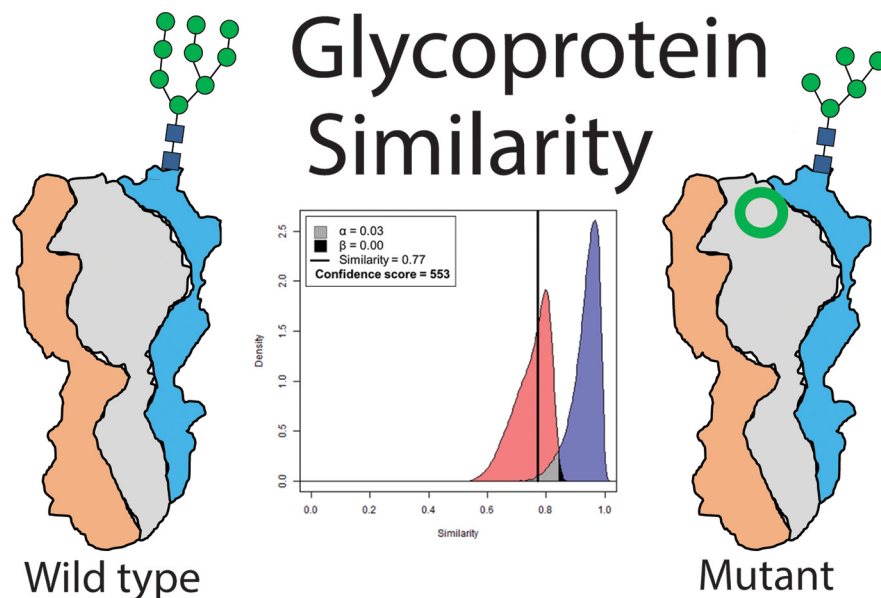 Glycoprotein
Similarity
α = 0.03
β = 0.00
Similarity = 0.77
Confidence score = 553
Density
2.5
2.0
1.5
1.0
0.5
0.0
0.0 0.2 0.4 0.6 0.8 1.0
Similarity
Wild type
Mutant